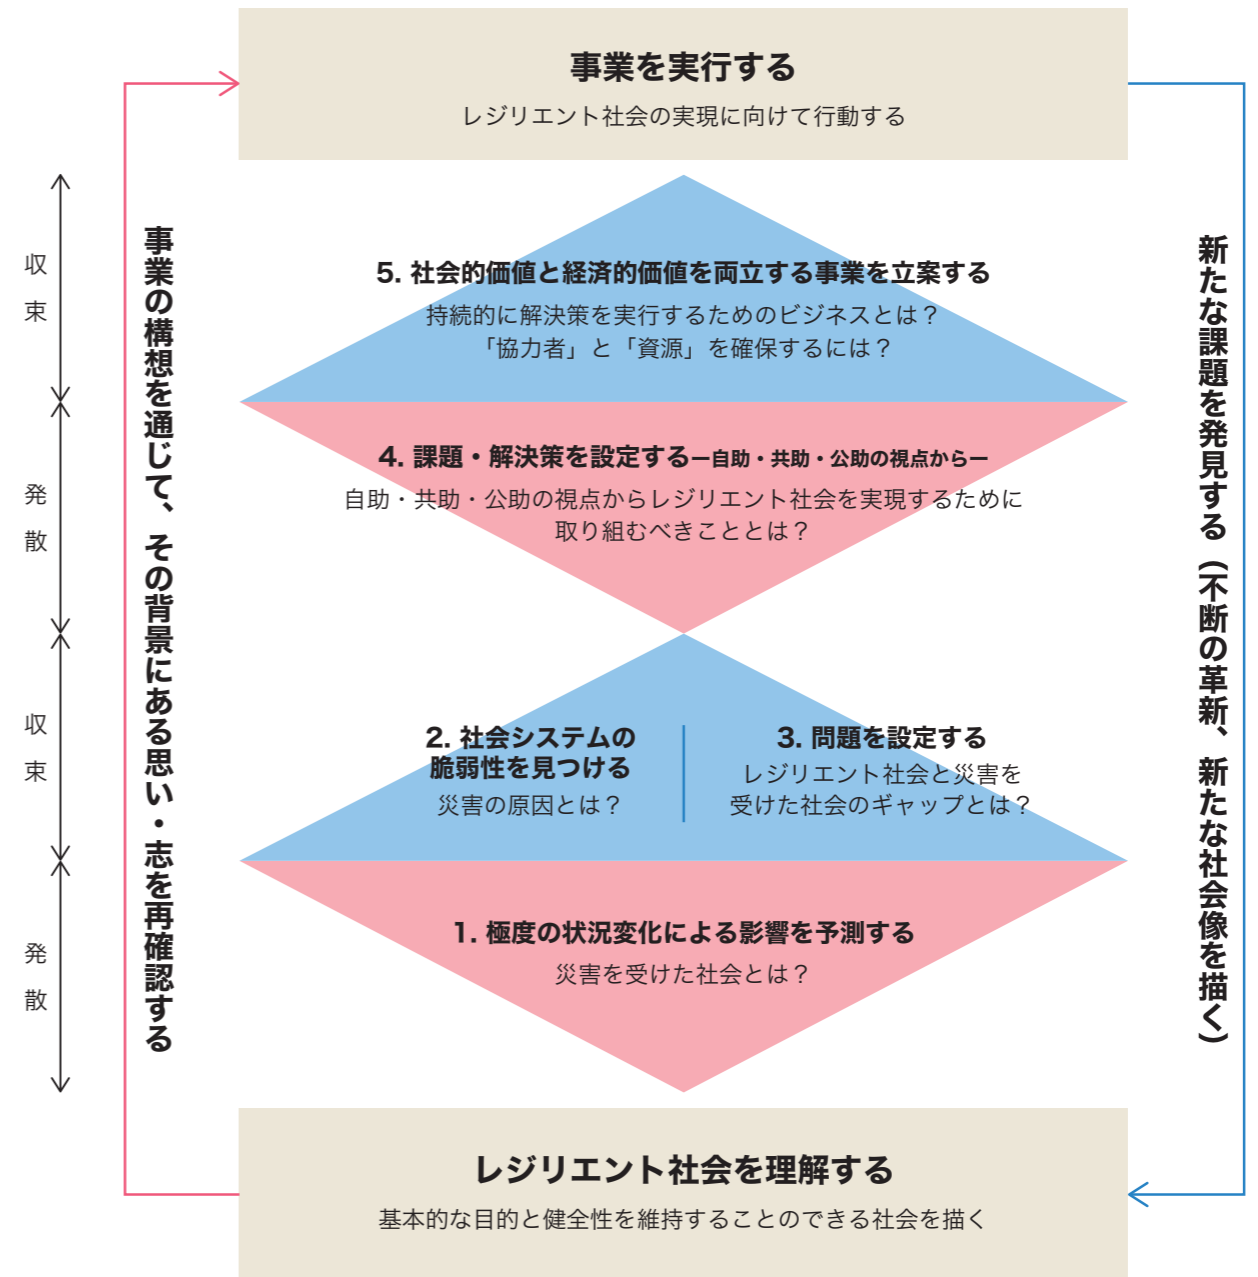 事業を実行する
レジリエント社会の実現に向けて行動する
収束
発散
収束
発散
事業の構想を通じて、その背景にある思い・志を再確認する
5. 社会的価値と経済的価値を両立する事業を立案する
持続的に解決策を実行するためのビジネスとは？
「協力者」と「資源」を確保するには？
4. 課題・解決策を設定するー自助・共助・公助の視点からー
自助・共助・公助の視点からレジリエント社会を実現するために
取り組むべきこととは？
2. 社会システムの
脆弱性を見つける
災害の原因とは？
3. 問題を設定する
レジリエント社会と災害を
受けた社会のギャップとは？
1. 極度の状況変化による影響を予測する
災害を受けた社会とは？
新たな課題を発見する（不断の革新、新たな社会像を描く）
レジリエント社会を理解する
基本的な目的と健全性を維持することのできる社会を描く